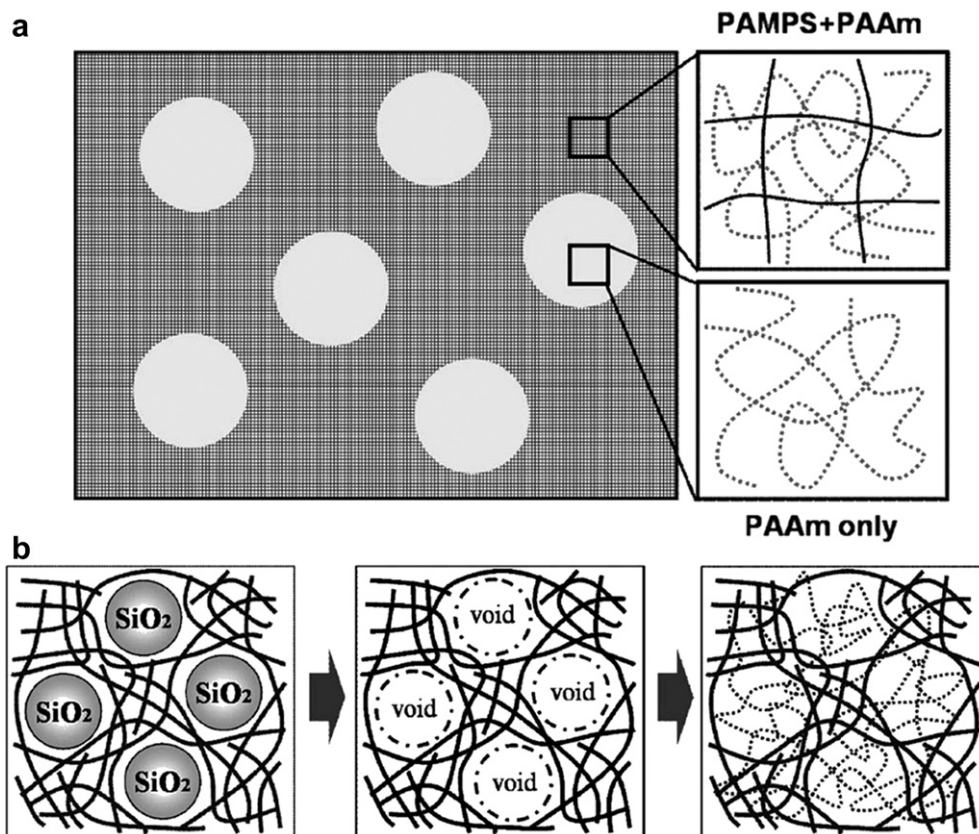 a
PAMPS+PAAm
PAAm only
b
SiO₂
SiO₂
SiO₂
SiO₂
void
void
void
void